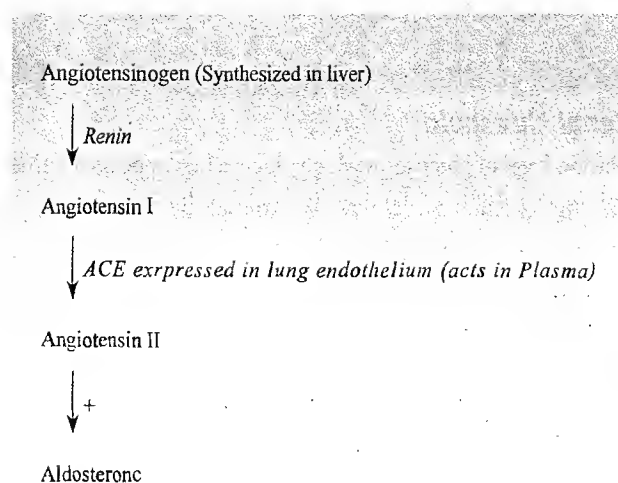 Angiotensinogen (Synthesized in liver)
Renin
Angiotensin I
ACE exrpressed in lung endothelium (acts in Plasma)
Angiotensin II
+
Aldosteronc